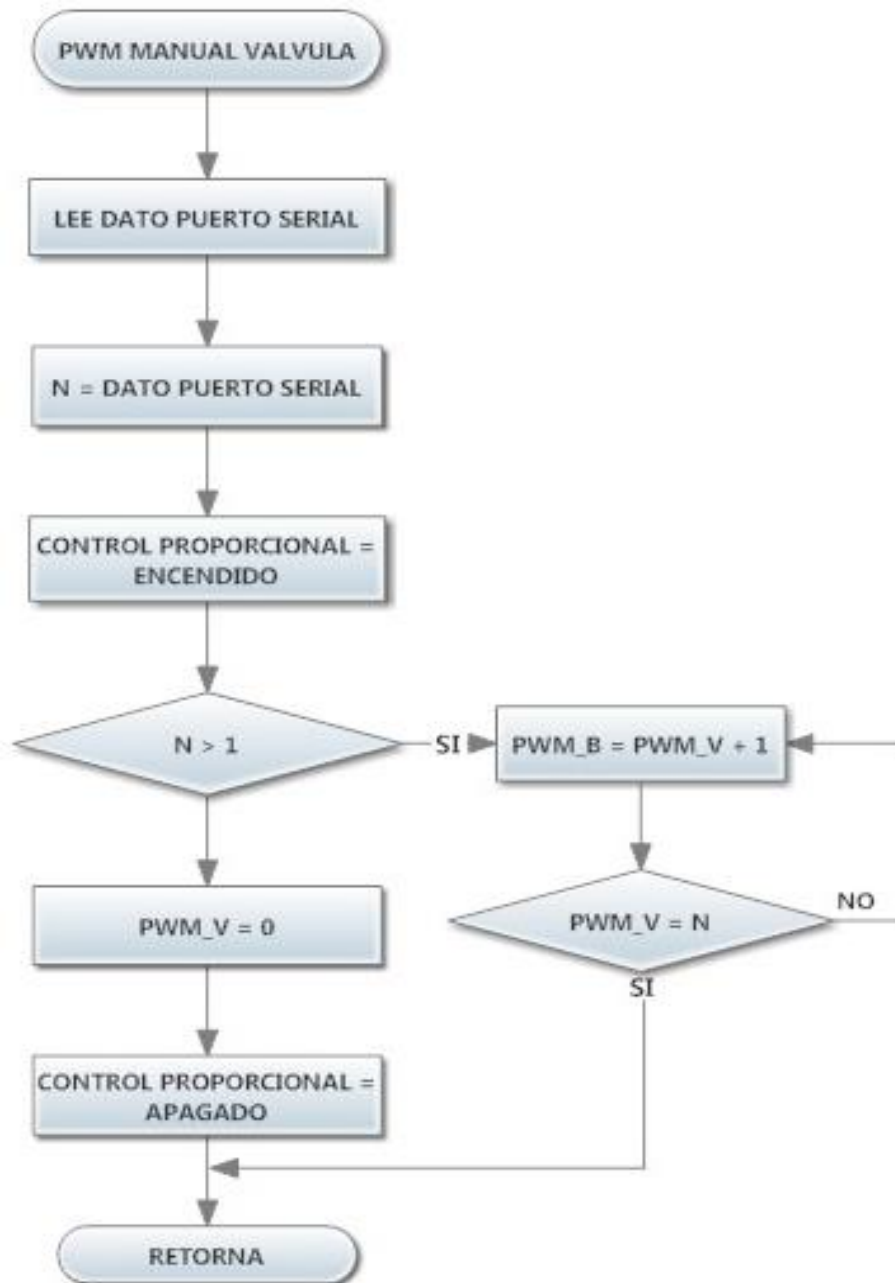 PWM MANUAL VALVULA
LEE DATO PUERTO SERIAL
N = DATO PUERTO SERIAL
CONTROL PROPORCIONAL =
ENCENDIDO
N > 1
SI
PWM_B = PWM_V + 1
PWM_V = 0
PWM_V = N
NO
SI
CONTROL PROPORCIONAL =
APAGADO
RETORNA